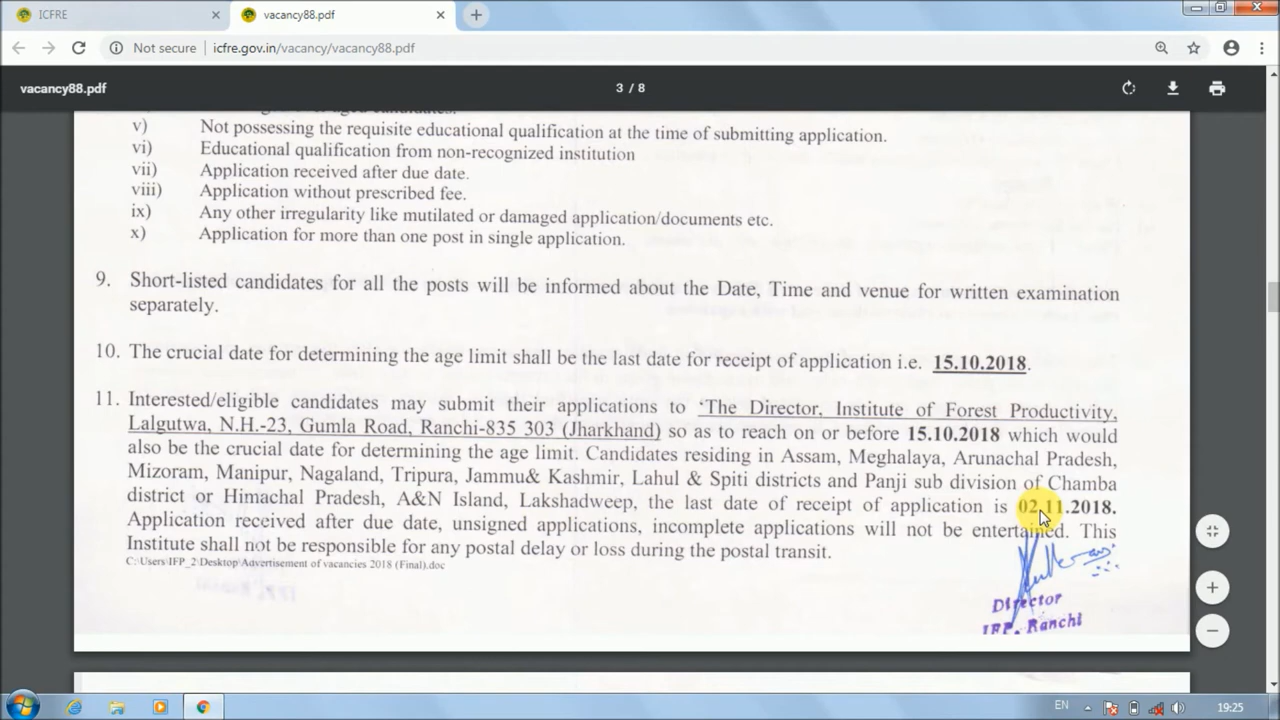 ICFRE
vacancy88.pdf
Not secure
icfre.gov.in/vacancy/vacancy88.pdf
vacancy88.pdf
3 / 8
v) Not possessing the requisite educational qualification at the time of submitting application.
vi) Educational qualification from non-recognized institution
vii) Application received after due date.
viii) Application without prescribed fee.
ix) Any other irregularity like mutilated or damaged application/documents etc.
x) Application for more than one post in single application.
9. Short-listed candidates for all the posts will be informed about the Date, Time and venue for written examination
separately.
10. The crucial date for determining the age limit shall be the last date for receipt of application i.e. 15.10.2018.
11. Interested/eligible candidates may submit their applications to ‘The Director, Institute of Forest Productivity,
Lalgutwa, N.H.-23, Gumla Road, Ranchi-835 303 (Jharkhand) so as to reach on or before 15.10.2018 which would
also be the crucial date for determining the age limit. Candidates residing in Assam, Meghalaya, Arunachal Pradesh,
Mizoram, Manipur, Nagaland, Tripura, Jammu& Kashmir, Lahul & Spiti districts and Panji sub division of Chamba
district or Himachal Pradesh, A&N Island, Lakshadweep, the last date of receipt of application is 02.11.2018.
Application received after due date, unsigned applications, incomplete applications will not be entertained. This
Institute shall not be responsible for any postal delay or loss during the postal transit.
C:\Users\IFP_2\Desktop\Advertisement of vacancies 2018 (Final).doc
Director
IFP, Ranchi
EN
19:25